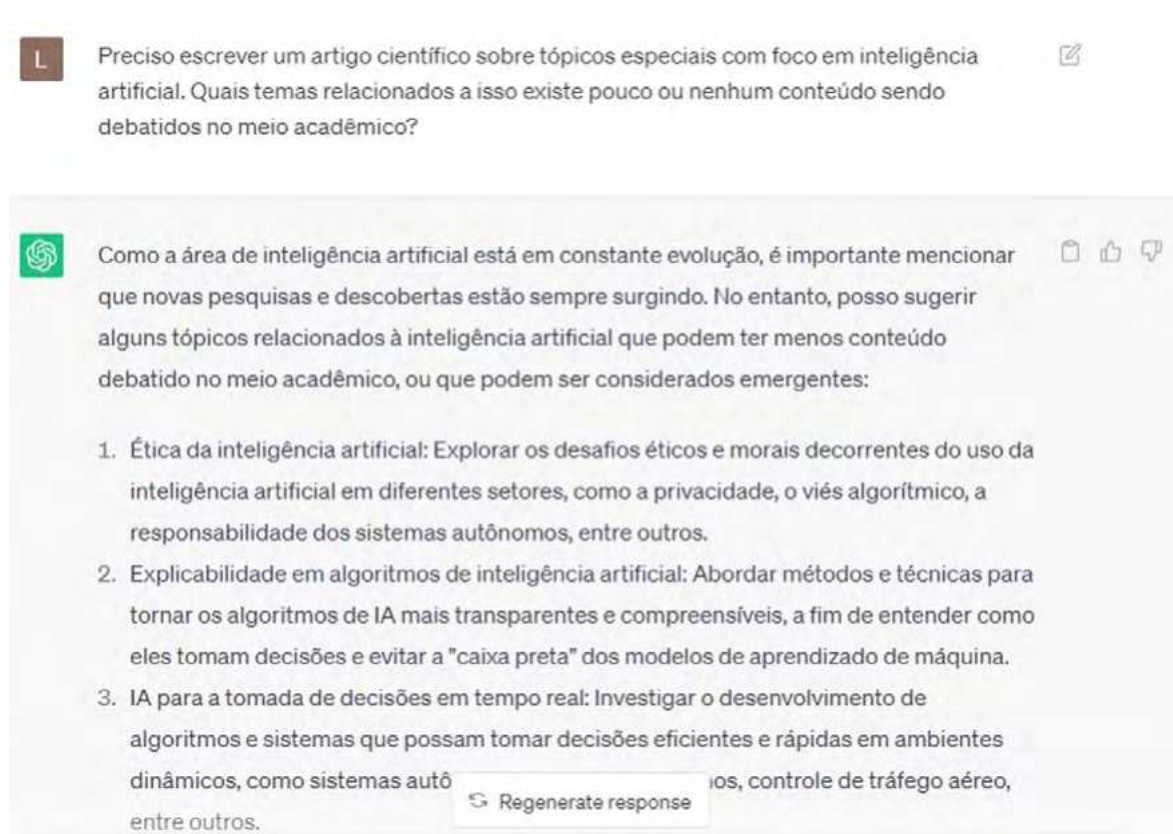 L
Preciso escrever um artigo científico sobre tópicos especiais com foco em inteligência
artificial. Quais temas relacionados a isso existe pouco ou nenhum conteúdo sendo
debatidos no meio acadêmico?
Como a área de inteligência artificial está em constante evolução, é importante mencionar
que novas pesquisas e descobertas estão sempre surgindo. No entanto, posso sugerir
alguns tópicos relacionados à inteligência artificial que podem ter menos conteúdo
debatido no meio acadêmico, ou que podem ser considerados emergentes:
1. Ética da inteligência artificial: Explorar os desafios éticos e morais decorrentes do uso da
inteligência artificial em diferentes setores, como a privacidade, o viés algorítmico, a
responsabilidade dos sistemas autônomos, entre outros.
2. Explicabilidade em algoritmos de inteligência artificial: Abordar métodos e técnicas para
tornar os algoritmos de IA mais transparentes e compreensíveis, a fim de entender como
eles tomam decisões e evitar a "caixa preta" dos modelos de aprendizado de máquina.
3. IA para a tomada de decisões em tempo real: Investigar o desenvolvimento de
algoritmos e sistemas que possam tomar decisões eficientes e rápidas em ambientes
dinâmicos, como sistemas autô os, controle de tráfego aéreo,
Regenerate response
entre outros.